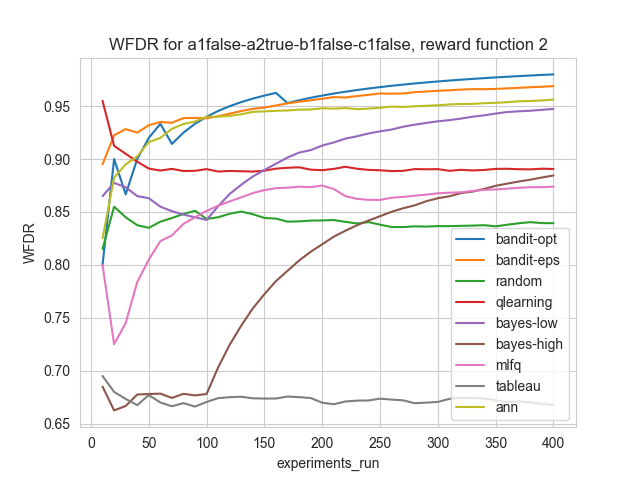 WFDR for a1false-a2true-b1false-c1false, reward function 2
WFDR
0.95
0.90
0.85
0.80
0.75
0.70
0.65
0
50
100
150
200
250
300
350
400
experiments_run
bandit-opt
bandit-eps
random
qlearning
bayes-low
bayes-high
mlfq
tableau
ann